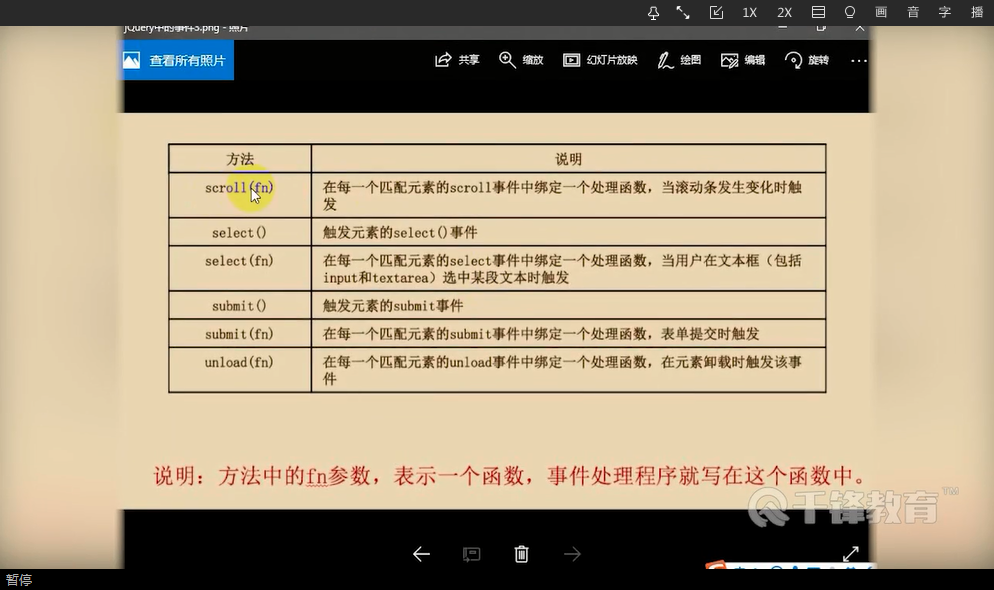 1X 2X 画 音 字 播
jQuery中的事件3.png - 照片
查看所有照片 共享 缩放 幻灯片放映 绘图 编辑 旋转 ···
方法 说明
scroll(fn) 在每一个匹配元素的scroll事件中绑定一个处理函数，当滚动条发生变化时触
发
select() 触发元素的select()事件
select(fn) 在每一个匹配元素的select事件中绑定一个处理函数，当用户在文本框（包括
input和textarea）选中某段文本时触发
submit() 触发元素的submit事件
submit(fn) 在每一个匹配元素的submit事件中绑定一个处理函数，表单提交时触发
unload(fn) 在每一个匹配元素的unload事件中绑定一个处理函数，在元素卸载时触发该事
件
说明：方法中的fn参数，表示一个函数，事件处理程序就写在这个函数中。
千锋教育™
暂停